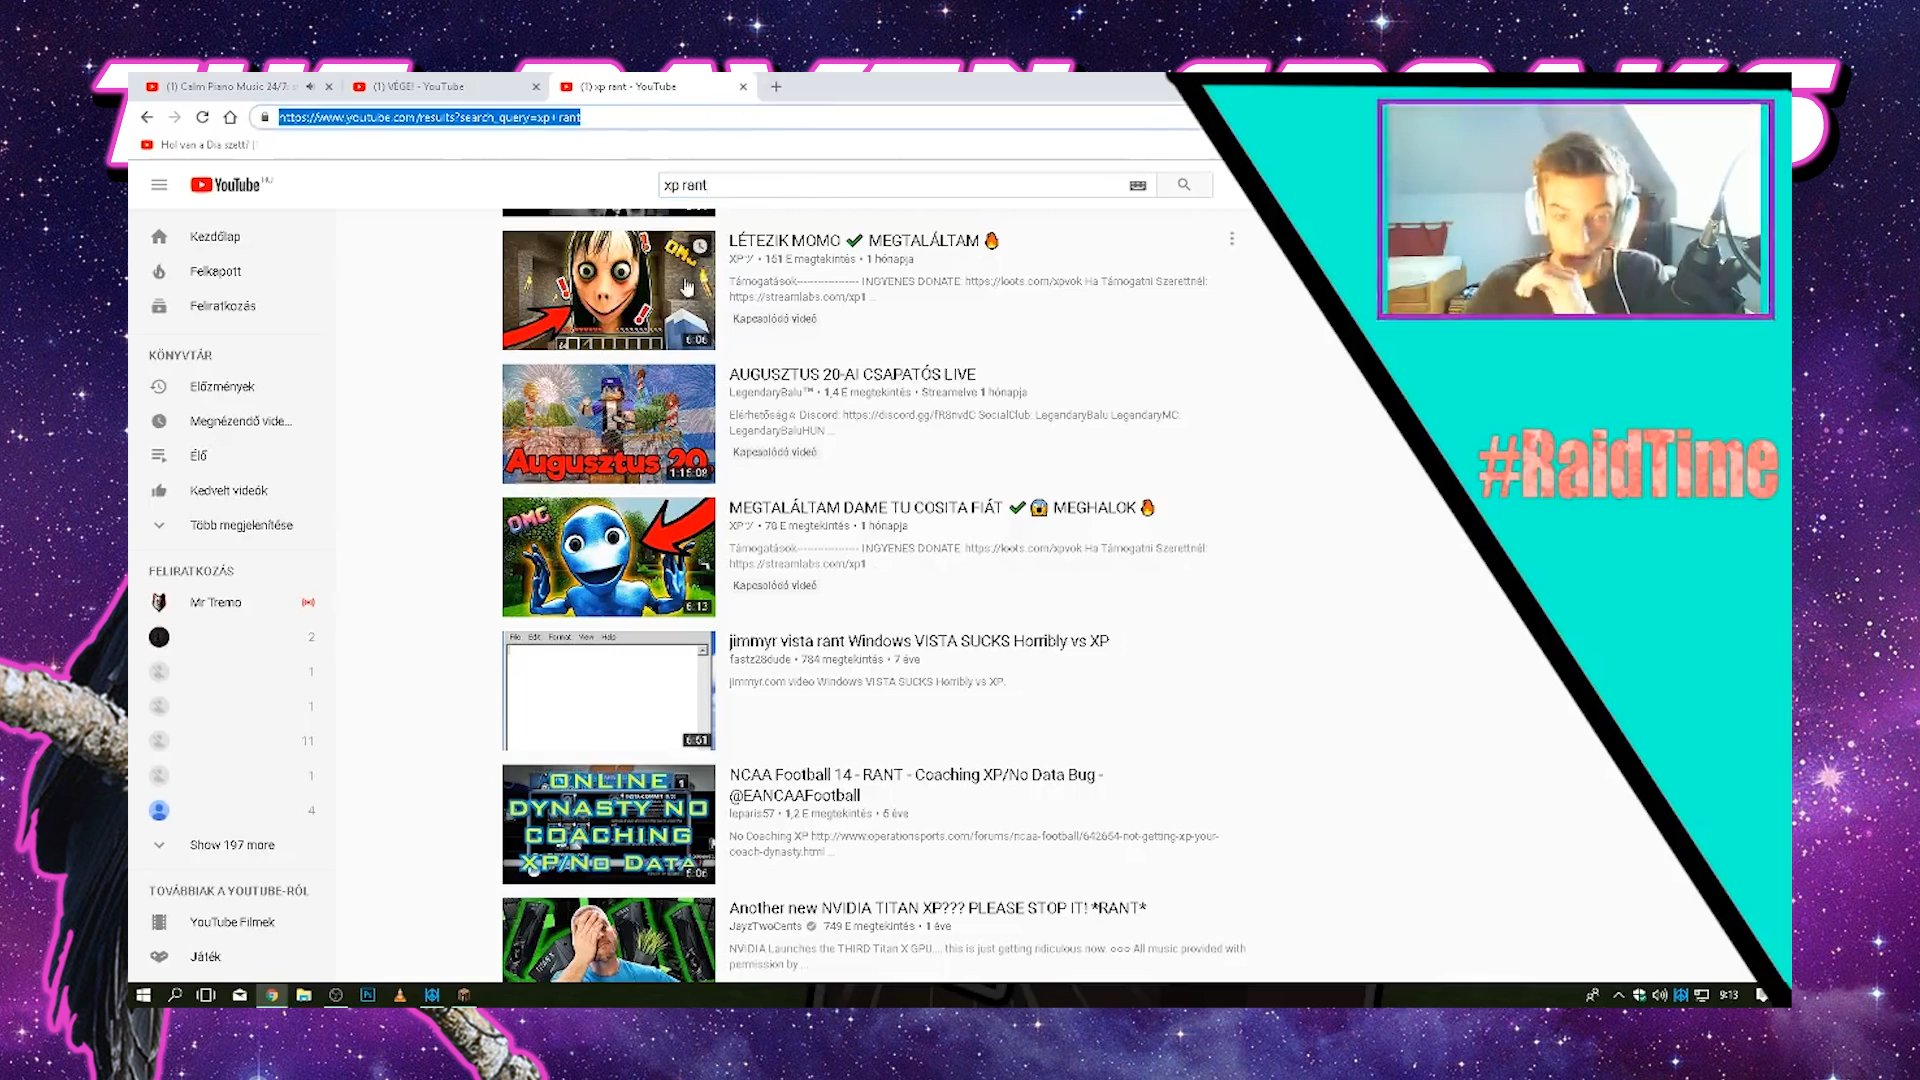 (1) Calm Piano Music 24/7:
(1) VÉGE! - YouTube
(1) xp rant - YouTube
https://www.youtube.com/results?search_query=xp+rant
Hol van a Dia szett? |
YouTube HU
xp rant
Kezdőlap
Felkapott
Feliratkozás
KÖNYVTÁR
Előzmények
Megnézendő vide...
Élő
Kedvelt videók
Több megjelenítése
FELIRATKOZÁS
Mr Tremo
2
1
1
11
1
4
Show 197 more
TOVÁBBIAK A YOUTUBE-RÓL
YouTube Filmek
Játék
OMG
6:06
LÉTEZIK MOMO ✔ MEGTALÁLTAM 🔥
XPツ • 151 E megtekintés • 1 hónapja
Támogatások----------------- INGYENES DONATE: https://loots.com/xpvok Ha Támogatni Szerettnél:
https://streamlabs.com/xp1 ...
Kapcsolódó videó
Augusztus 20
1:15:08
AUGUSZTUS 20-AI CSAPATÓS LIVE
LegendaryBalu™ • 1,4 E megtekintés • Streamelve 1 hónapja
Elérhetőség☆ Discord: https://discord.gg/fR8nvdC SocialClub: LegendaryBalu LegendaryMC:
LegendaryBaluHUN ...
Kapcsolódó videó
OMG
6:13
MEGTALÁLTAM DAME TU COSITA FIÁT ✔ 😱 MEGHALOK 🔥
XPツ • 78 E megtekintés • 1 hónapja
Támogatások----------------- INGYENES DONATE: https://loots.com/xpvok Ha Támogatni Szerettnél:
https://streamlabs.com/xp1 ...
Kapcsolódó videó
File Edit Format View Help
6:51
jimmyr vista rant Windows VISTA SUCKS Horribly vs XP
fastz28dude • 784 megtekintés • 7 éve
jimmyr.com video Windows VISTA SUCKS Horribly vs XP.
ONLINE
DYNASTY NO
COACHING
XP/NO DATA
6:06
NCAA Football 14 - RANT - Coaching XP/No Data Bug -
@EANCAAFootball
leparis57 • 1,2 E megtekintés • 5 éve
No Coaching XP http://www.operationsports.com/forums/ncaa-football/642654-not-getting-xp-your-
coach-dynasty.html ...
Another new NVIDIA TITAN XP??? PLEASE STOP IT! *RANT*
JayzTwoCents 749 E megtekintés • 1 éve
NVIDIA Launches the THIRD Titan X GPU... this is just getting ridiculous now. ○○○ All music provided with
permission by ...
#RaidTime
9:13